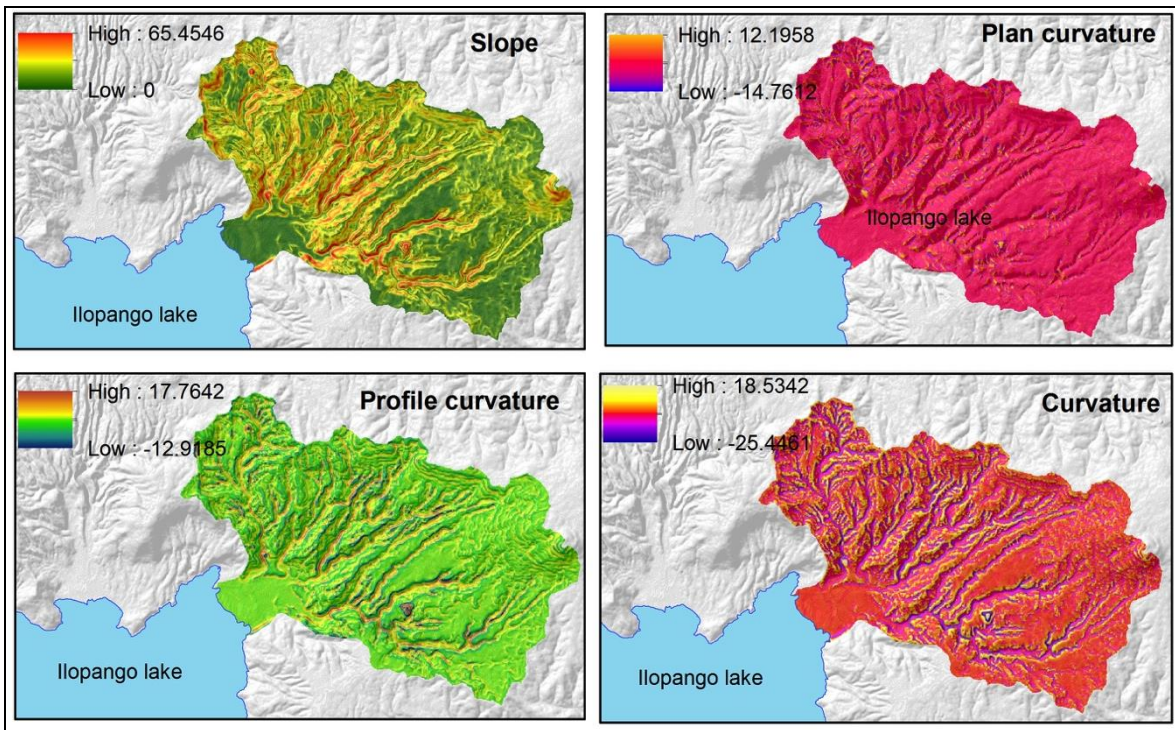 High : 65.4546
Slope
Low : 0
Ilopango lake
High : 12.1958
Plan curvature
Low : -14.7612
Ilopango lake
High : 17.7642
Profile curvature
Low : -12.9185
Ilopango lake
High : 18.5342
Curvature
Low : -25.4461
Ilopango lake